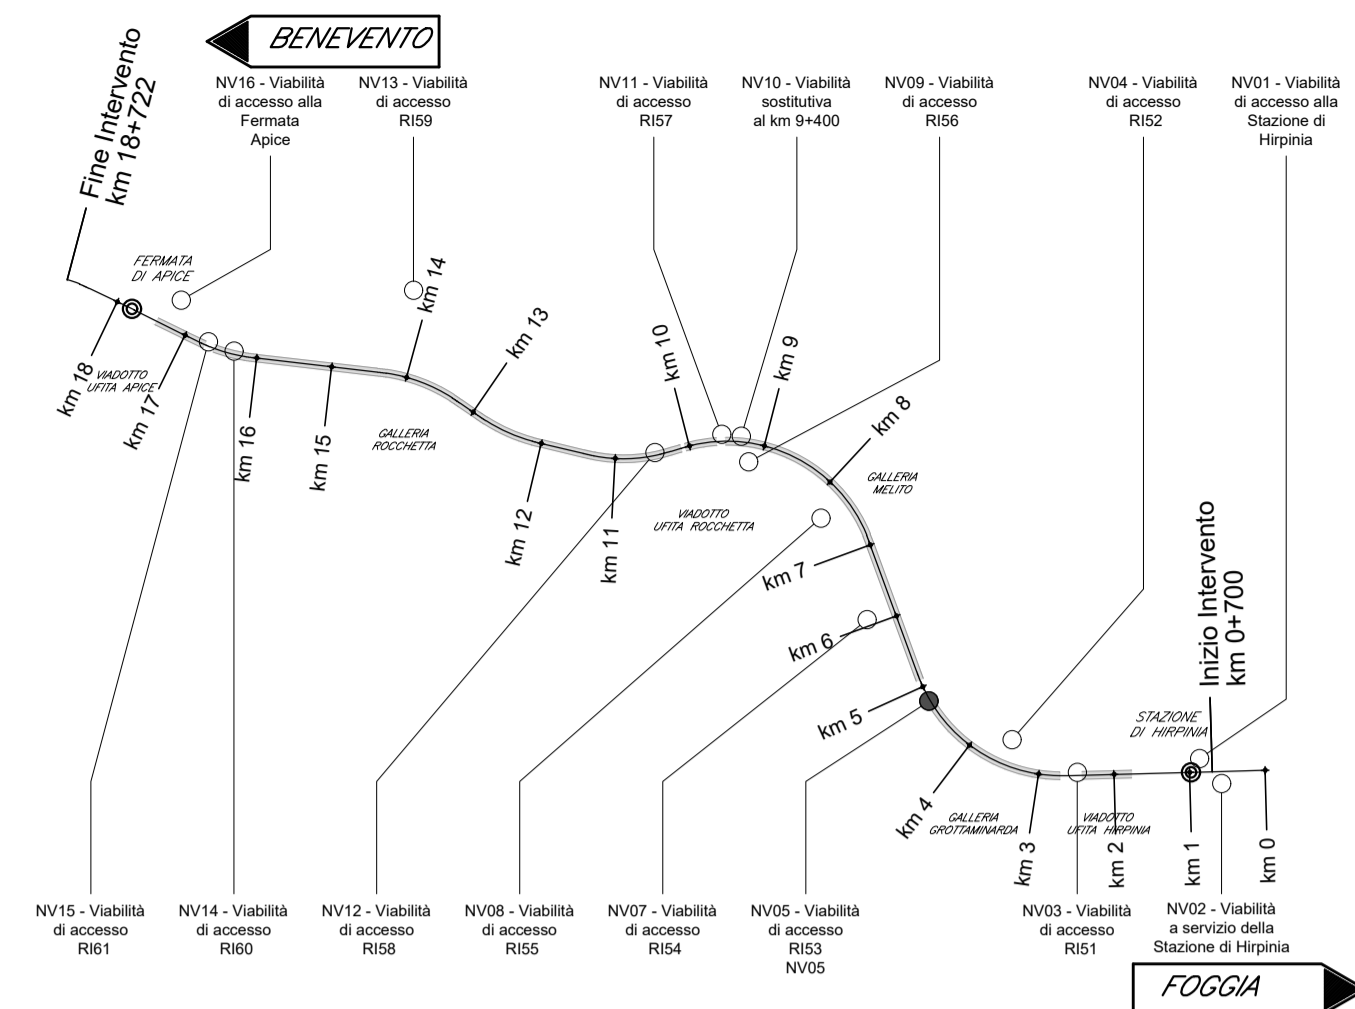 BENEVENTO
Fine Intervento
km 18+722
NV16 - Viabilità
di accesso alla
Fermata
Apice
NV13 - Viabilità
di accesso
RI59
NV11 - Viabilità
di accesso
RI57
NV10 - Viabilità
sostitutiva
al km 9+400
NV09 - Viabilità
di accesso
RI56
NV04 - Viabilità
di accesso
RI52
NV01 - Viabilità
di accesso alla
Stazione di
Hirpinia
FERMATA
DI APICE
km 18
VIADOTTO
UFITA APICE
km 17
km 16
km 15
km 14
km 13
GALLERIA
ROCCHETTA
km 12
km 11
km 10
VIADOTTO
UFITA ROCCHETTA
km 9
km 8
GALLERIA
MELITO
km 7
km 6
km 5
km 4
GALLERIA
GROTTAMINARDA
km 3
VIADOTTO
UFITA HIRPINIA
km 2
STAZIONE
DI HIRPINIA
Inizio Intervento
km 0+700
km 1
km 0
NV15 - Viabilità
di accesso
RI61
NV14 - Viabilità
di accesso
RI60
NV12 - Viabilità
di accesso
RI58
NV08 - Viabilità
di accesso
RI55
NV07 - Viabilità
di accesso
RI54
NV05 - Viabilità
di accesso
RI53
NV05
NV03 - Viabilità
di accesso
RI51
NV02 - Viabilità
a servizio della
Stazione di Hirpinia
FOGGIA